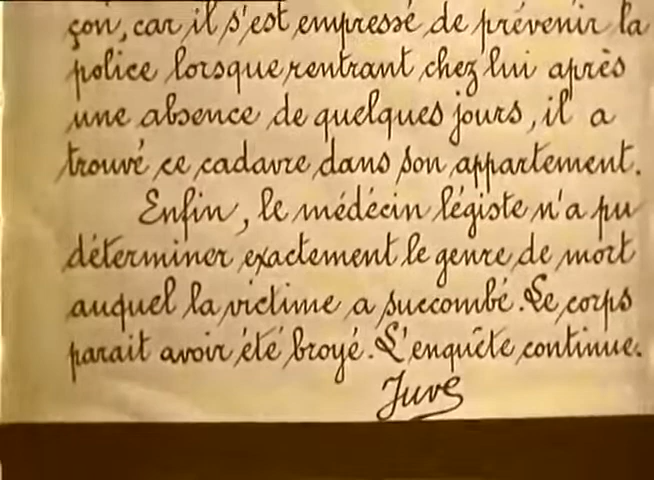 çon, car il s'est empressé de prévenir la
police lorsque rentrant chez lui après
une absence de quelques jours, il a
trouvé ce cadavre dans son appartement.
Enfin, le médécin légiste n'a pu
déterminer exactement le genre de mort
auquel la victime a succombé. Le corps
parait avoir été broyé. L'enquête continue.
Juve